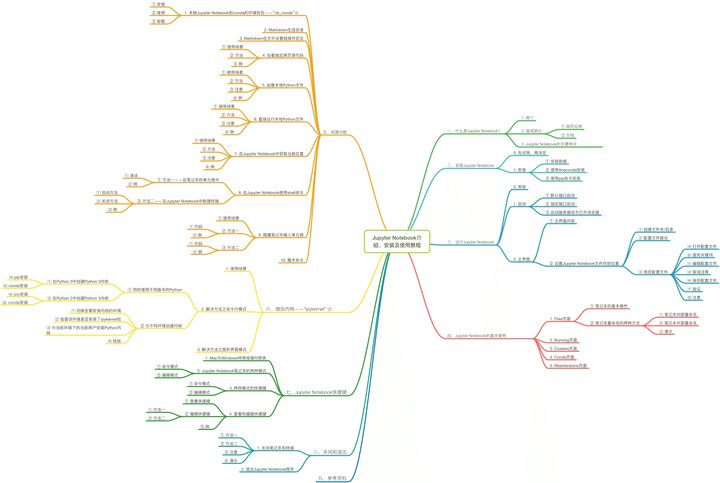 Jupyter Notebook介
绍、安装及使用教程
一、什么是Jupyter Notebook?
1. 简介
2. 组成部分
① 网页应用
② 文档
3. Jupyter Notebook的主要特点
二、安装Jupyter Notebook
0. 先试用，再决定
1. 安装
① 安装前提
② 使用Anaconda安装
③ 使用pip命令安装
三、运行Jupyter Notebook
0. 帮助
1. 启动
① 默认端口启动
② 指定端口启动
③ 启动服务器但不打开浏览器
2. 主界面
① 主界面内容
② 设置Jupyter Notebook文件存放位置
① 创建文件夹/目录
② 配置文件路径
③ 修改配置文件
⑷ 打开配置文件
⑸ 查找关键词
⑹ 编辑配置文件
⑷ 取消注释
⑻ 保存配置文件
⑦ 验证
⑵ 注意
四、Jupyter Notebook的基本使用
1. Files页面
① 笔记本的基本操作
② 笔记本重命名的两种方式
① 笔记本内部重命名
② 笔记本外部重命名
③ 演示
2. Running页面
3. Clusters页面
4. Conda页面
5. Nbextensions页面
五、拓展功能
1. 关联Jupyter Notebook和conda的环境和包——“nb_conda”☆
① 安装
② 使用
③ 卸载
2. Markdown生成目录
3. Markdown在文中设置链接并定位
4. 加载指定网页源代码
① 使用场景
② 方法
③ 例
5. 加载本地Python文件
① 使用场景
② 方法
③ 注意
④ 例
6. 直接运行本地Python文件
① 使用场景
② 方法
③ 注意
④ 例
7. 在Jupyter Notebook中获取当前位置
① 使用场景
② 方法
③ 注意
④ 例
8. 在Jupyter Notebook使用shell命令
① 方法一——在笔记本的单元格中
① 语法
② 例
② 方法二——在Jupyter Notebook中新建终端
① 启动方法
② 关闭方法
③ 例
9. 隐藏笔记本输入单元格
① 使用场景
② 方法一
① 代码
② 例
③ 方法二
① 代码
② 例
10. 魔术命令
六、增加内核——“ipykernel” ☆
1. 使用场景
2. 解决方法之命令行模式
① 同时使用不同版本的Python
① 在Python 3中创建Python 2内核
⒜ pip安装
⒝ conda安装
② 在Python 2中创建Python 3内核
⒜ pip安装
⒝ conda安装
② 为不同环境创建内核
① 切换至需安装内核的环境
② 检查该环境是否安装了ipykernel包
③ 为当前环境下的当前用户安装Python内
核
④ 检验
3. 解决方法之图形界面模式
七、Jupyter Notebook快捷键
1. Mac与Windows特殊按键对照表
2. Jupyter Notebook笔记本的两种模式
① 命令模式
② 编辑模式
3. 两种模式的快捷键
① 命令模式
② 编辑模式
4. 查看和编辑快捷键
① 查看快捷键
② 编辑快捷键
① 方法一
② 方法二
③ 例
八、关闭和退出
1. 关闭笔记本和终端
① 方法一
② 方法二
③ 注意
④ 演示
2. 退出Jupyter Notebook程序
九、参考资料